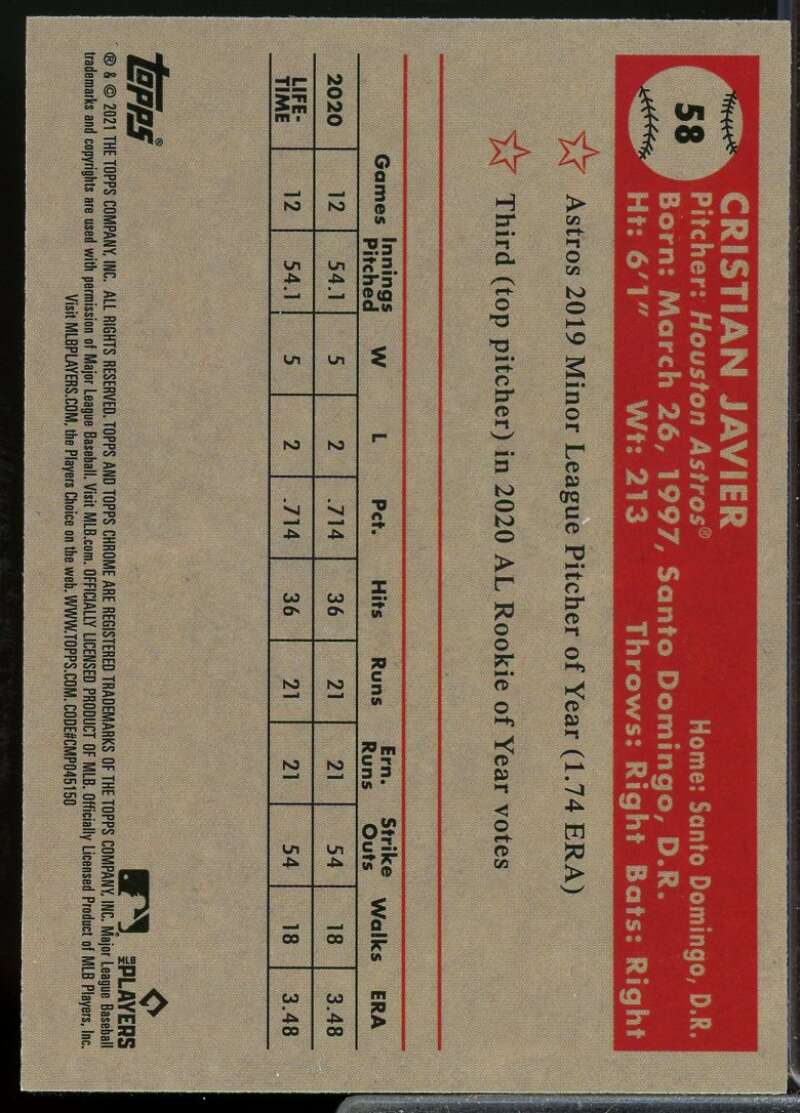 58
CRISTIAN JAVIER
Pitcher: Houston Astros® Home: Santo Domingo, D.R.
Born: March 26, 1997, Santo Domingo, D.R.
Ht: 6'1" Wt: 213 Throws: Right Bats: Right
Astros 2019 Minor League Pitcher of Year (1.74 ERA)
Third (top pitcher) in 2020 AL Rookie of Year votes
Games Innings Pitched W L Pct. Hits Runs Ern. Runs Strike Outs Walks ERA
2020 12 54.1 5 2 .714 36 21 21 54 18 3.48
LIFE-TIME 12 54.1 5 2 .714 36 21 21 54 18 3.48
topps®
MLB PLAYERS
® & © 2021 THE TOPPS COMPANY, INC. ALL RIGHTS RESERVED. TOPPS AND TOPPS CHROME ARE REGISTERED TRADEMARKS OF THE TOPPS COMPANY, INC. Major League Baseball
trademarks and copyrights are used with permission of Major League Baseball. Visit MLB.com. OFFICIALLY LICENSED PRODUCT OF MLB. Officially Licensed Product of MLB Players, Inc.
Visit MLBPLAYERS.COM, the Players Choice on the web. WWW.TOPPS.COM. CODE#CMP045150